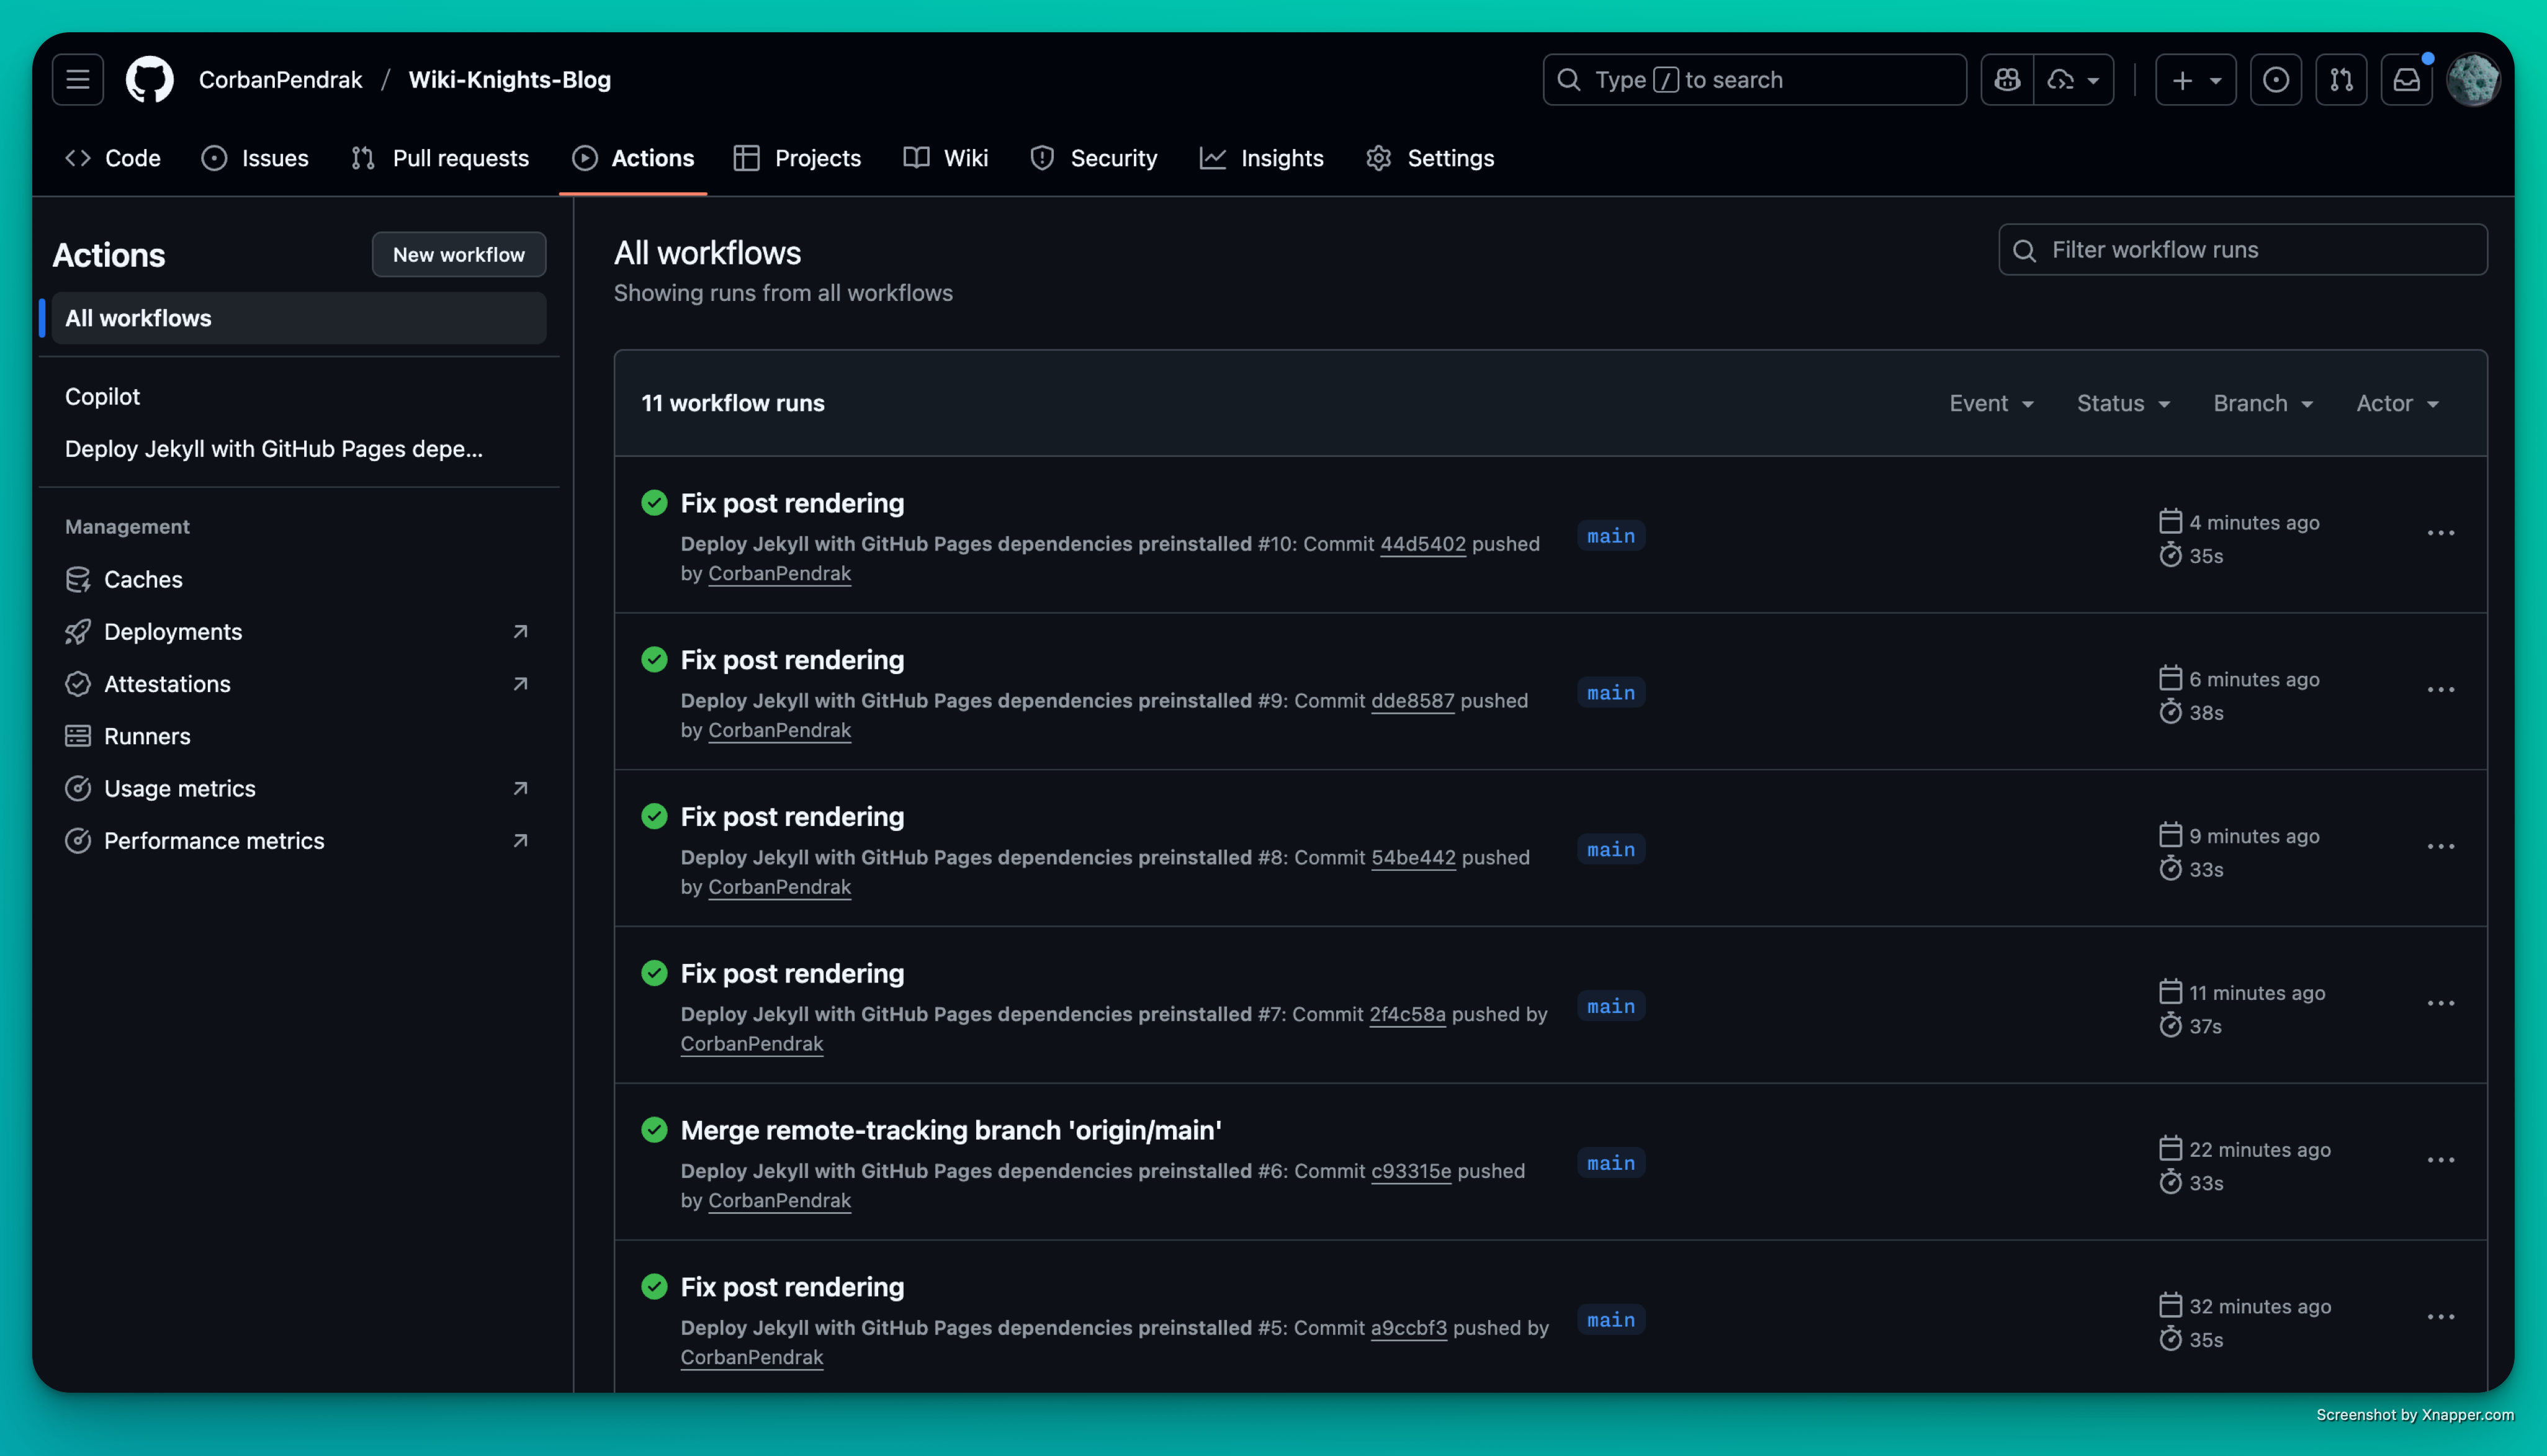 CorbanPendrak / Wiki-Knights-Blog
Type / to search
Code
Issues
Pull requests
Actions
Projects
Wiki
Security
Insights
Settings
Actions
New workflow
All workflows
Copilot
Deploy Jekyll with GitHub Pages depe...
Management
Caches
Deployments
Attestations
Runners
Usage metrics
Performance metrics
All workflows
Showing runs from all workflows
Filter workflow runs
11 workflow runs
Event
Status
Branch
Actor
Fix post rendering
Deploy Jekyll with GitHub Pages dependencies preinstalled #10: Commit 44d5402 pushed
by CorbanPendrak
main
4 minutes ago
35s
Fix post rendering
Deploy Jekyll with GitHub Pages dependencies preinstalled #9: Commit dde8587 pushed
by CorbanPendrak
main
6 minutes ago
38s
Fix post rendering
Deploy Jekyll with GitHub Pages dependencies preinstalled #8: Commit 54be442 pushed
by CorbanPendrak
main
9 minutes ago
33s
Fix post rendering
Deploy Jekyll with GitHub Pages dependencies preinstalled #7: Commit 2f4c58a pushed by
CorbanPendrak
main
11 minutes ago
37s
Merge remote-tracking branch 'origin/main'
Deploy Jekyll with GitHub Pages dependencies preinstalled #6: Commit c93315e pushed
by CorbanPendrak
main
22 minutes ago
33s
Fix post rendering
Deploy Jekyll with GitHub Pages dependencies preinstalled #5: Commit a9ccbf3 pushed by
CorbanPendrak
main
32 minutes ago
35s
Screenshot by Xnapper.com